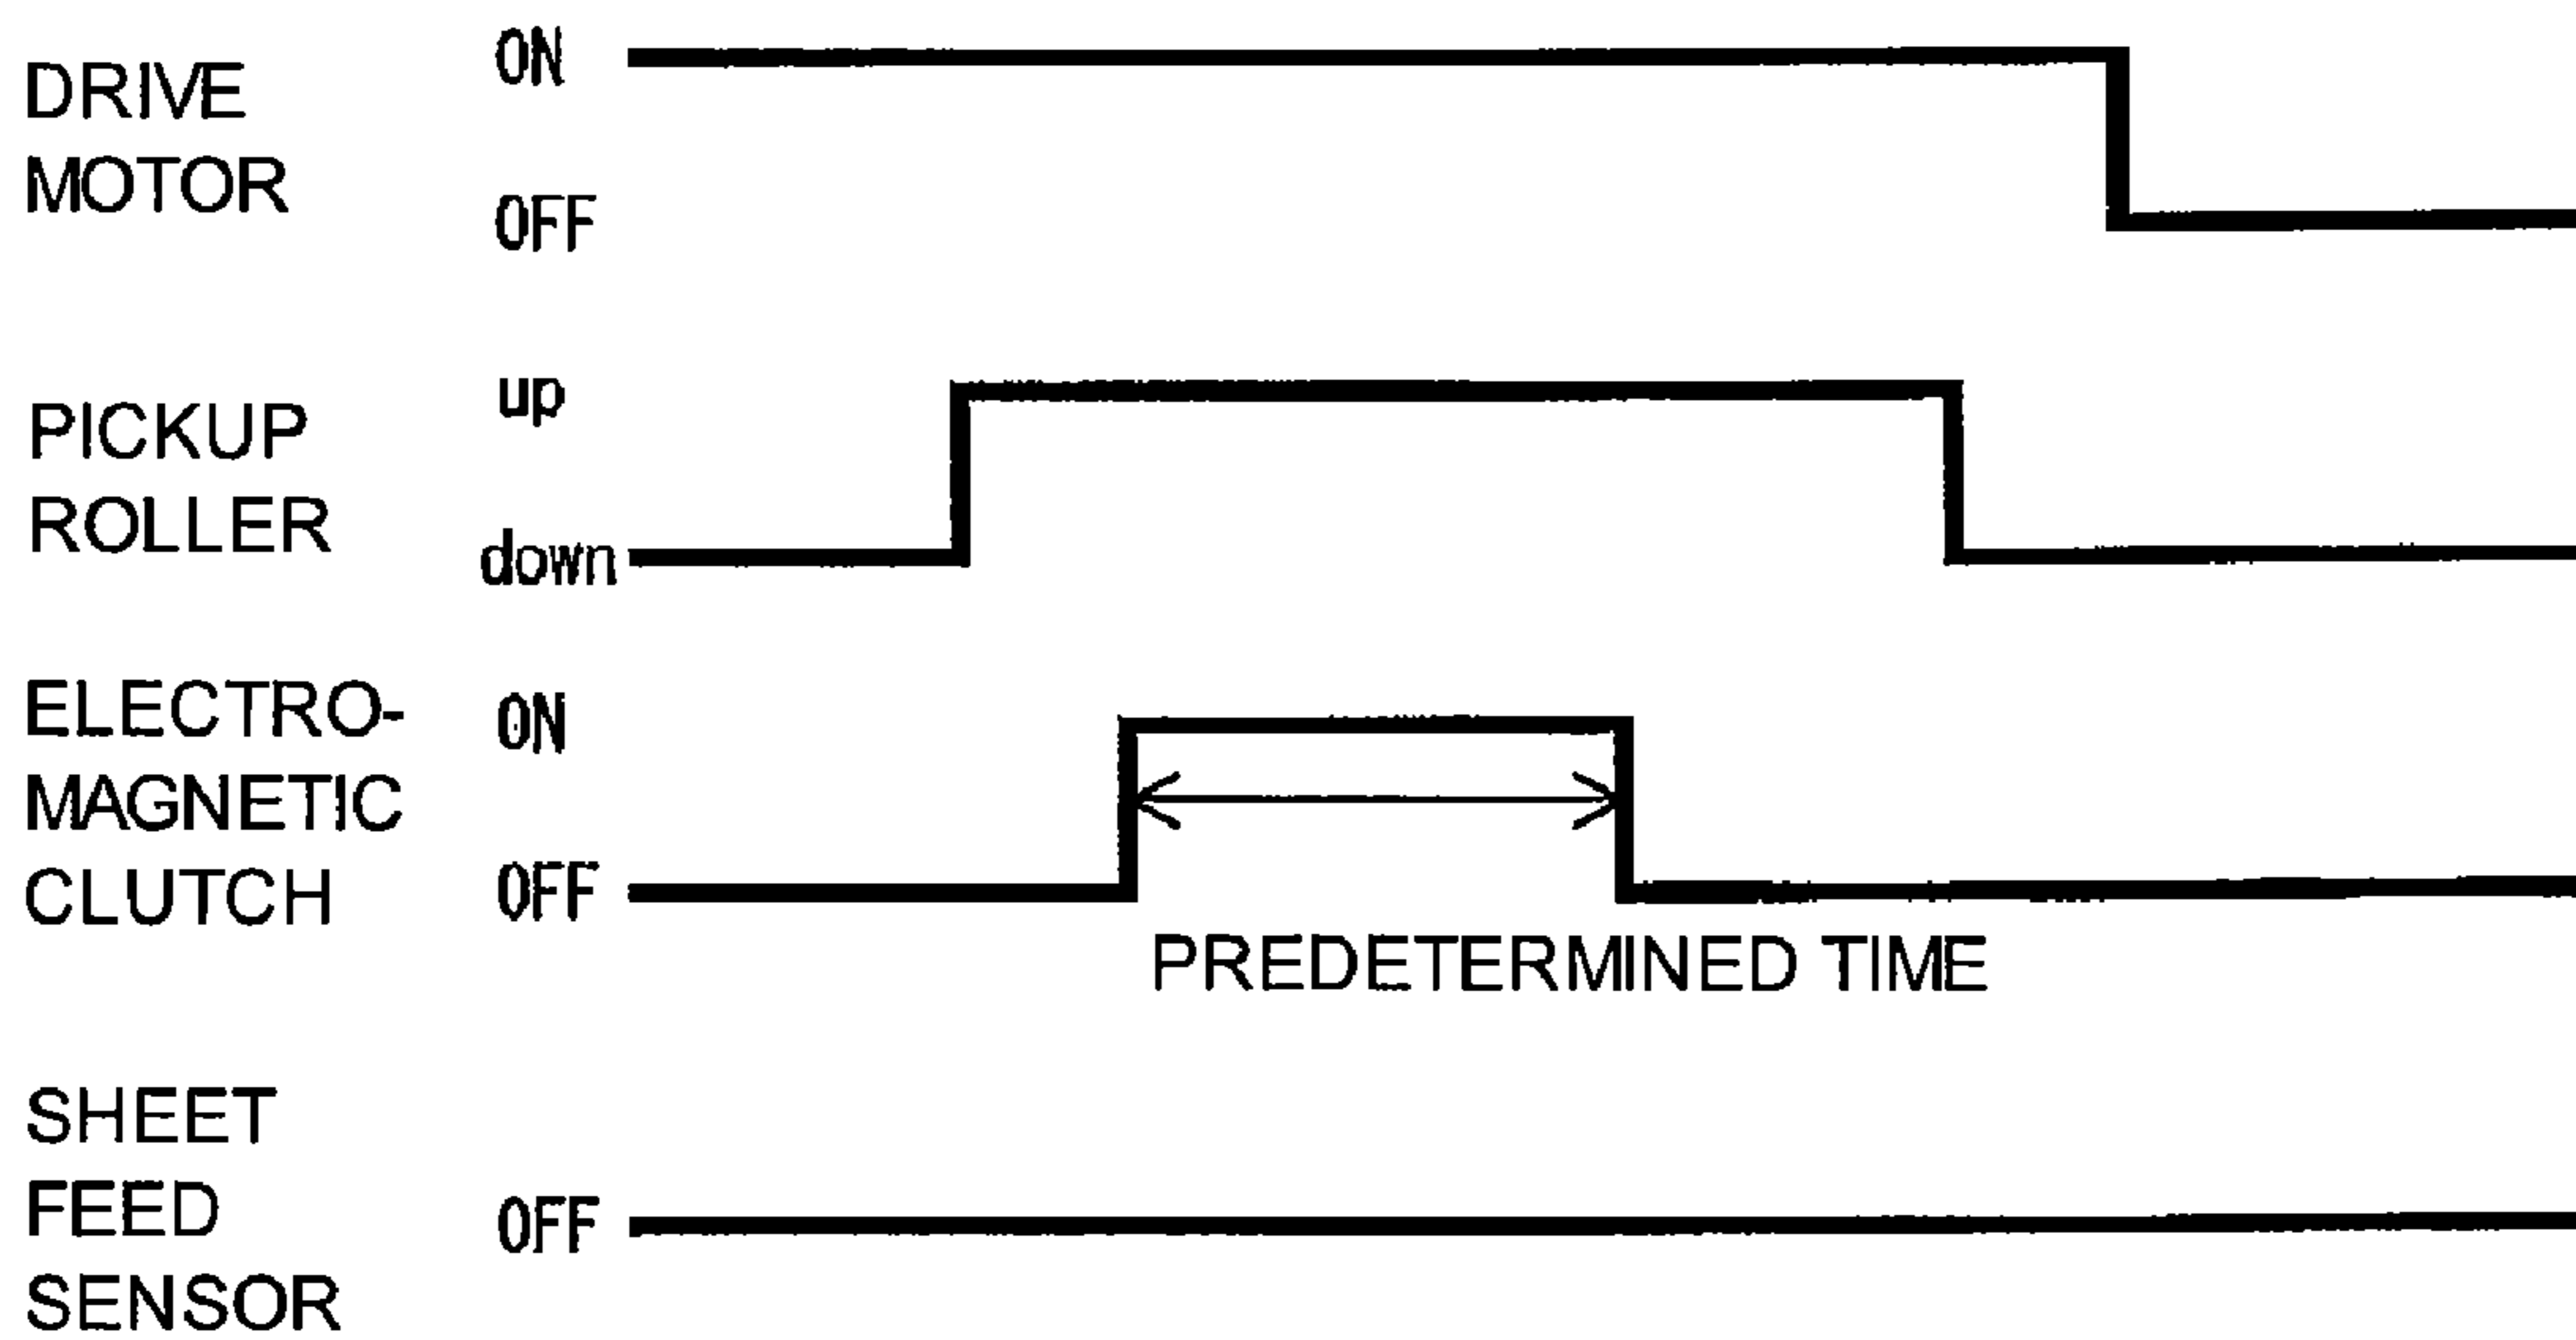 DRIVE
MOTOR
ON
OFF
PICKUP
ROLLER
up
down
ELECTRO-
MAGNETIC
CLUTCH
ON
OFF
PREDETERMINED TIME
SHEET
FEED
SENSOR
OFF